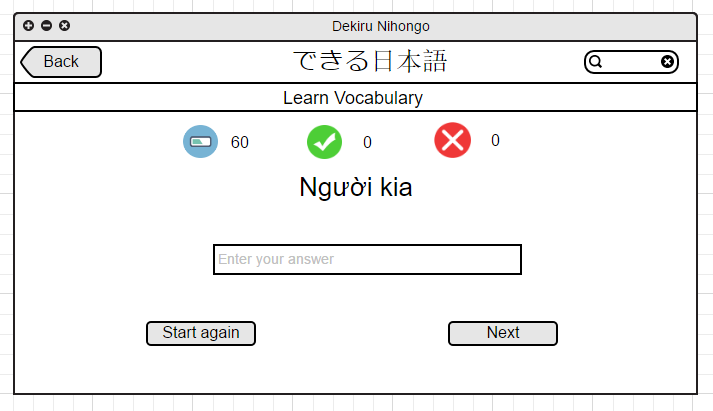 Dekiru Nihongo
Back
できる日本語
Learn Vocabulary
60
0
0
Người kia
Enter your answer
Start again
Next